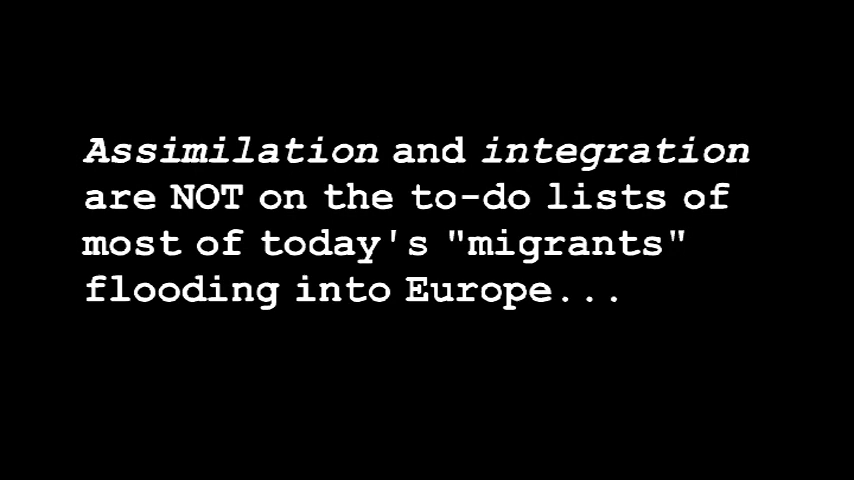 Assimilation and integration
are NOT on the to-do lists of
most of today's "migrants"
flooding into Europe...